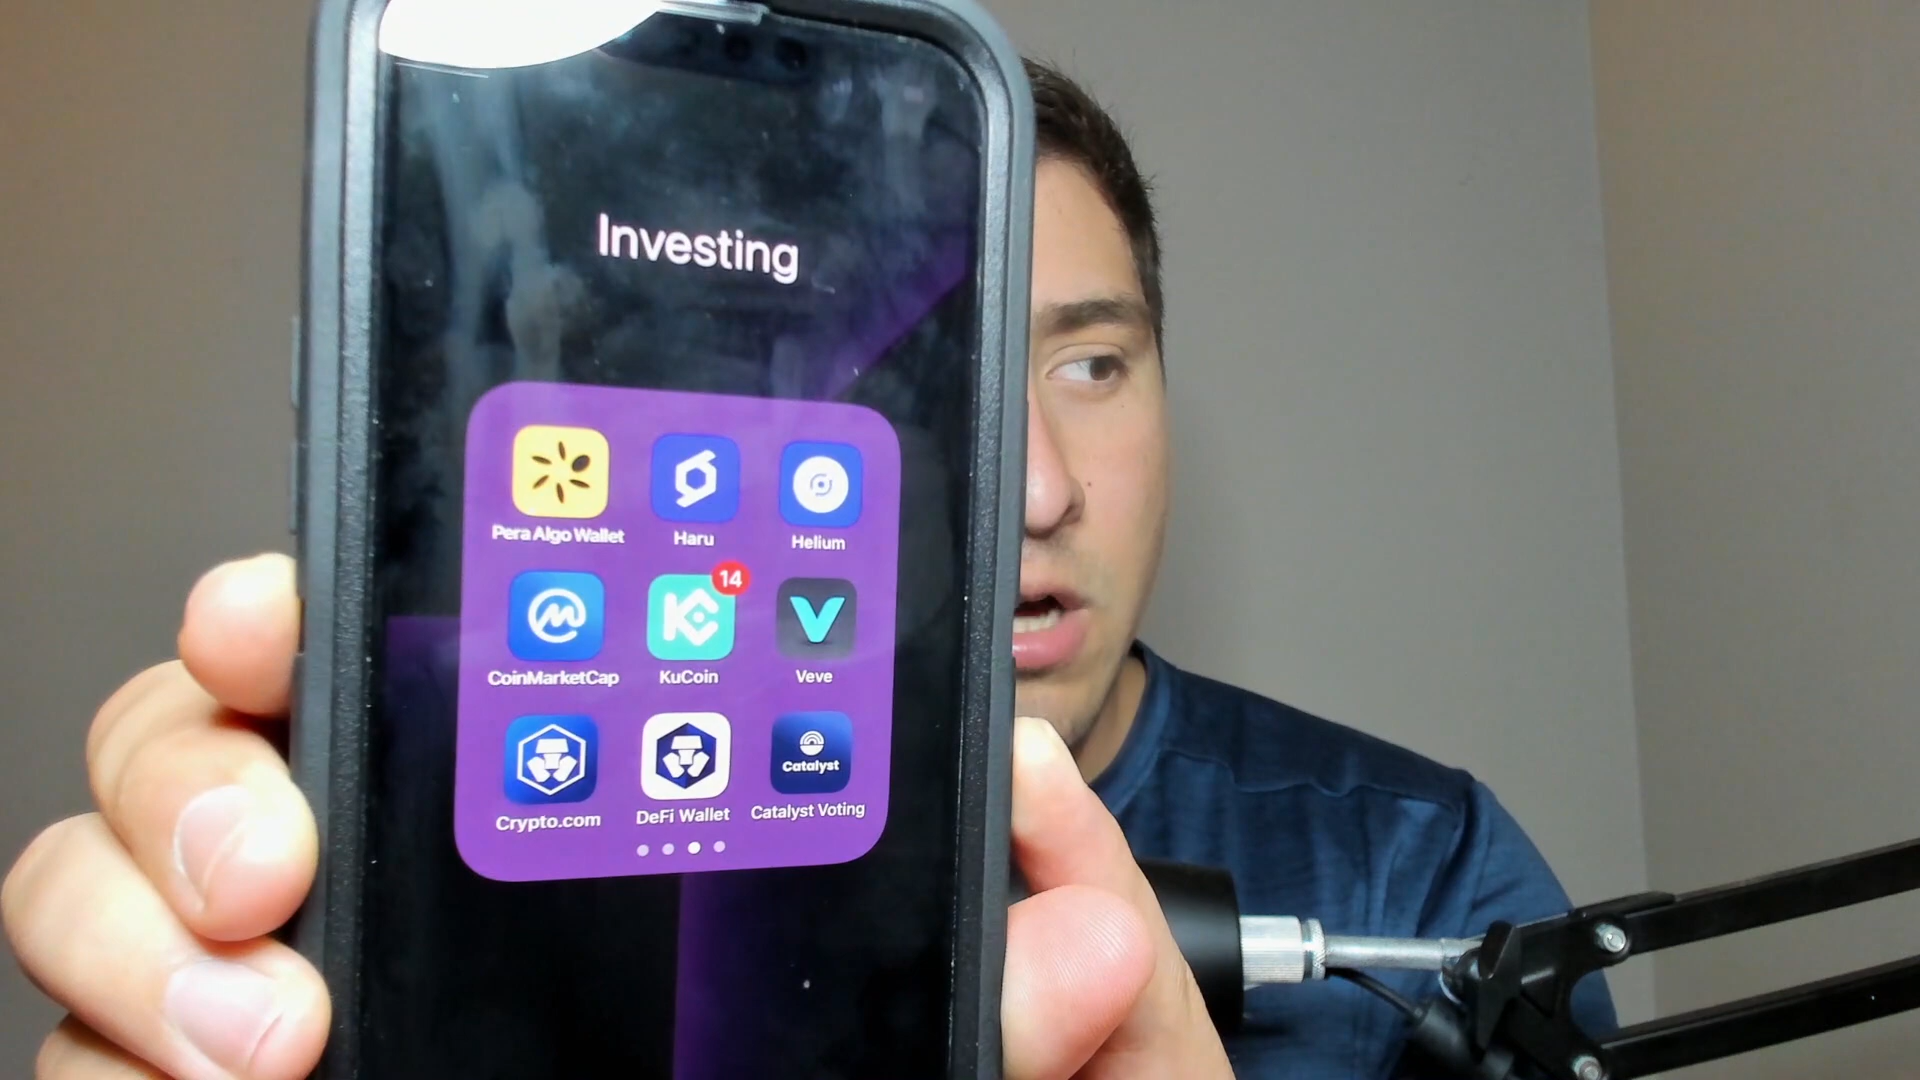 Investing
Pera Algo Wallet
Haru
Helium
14
CoinMarketCap
KuCoin
Veve
Catalyst
Crypto.com
DeFi Wallet
Catalyst Voting